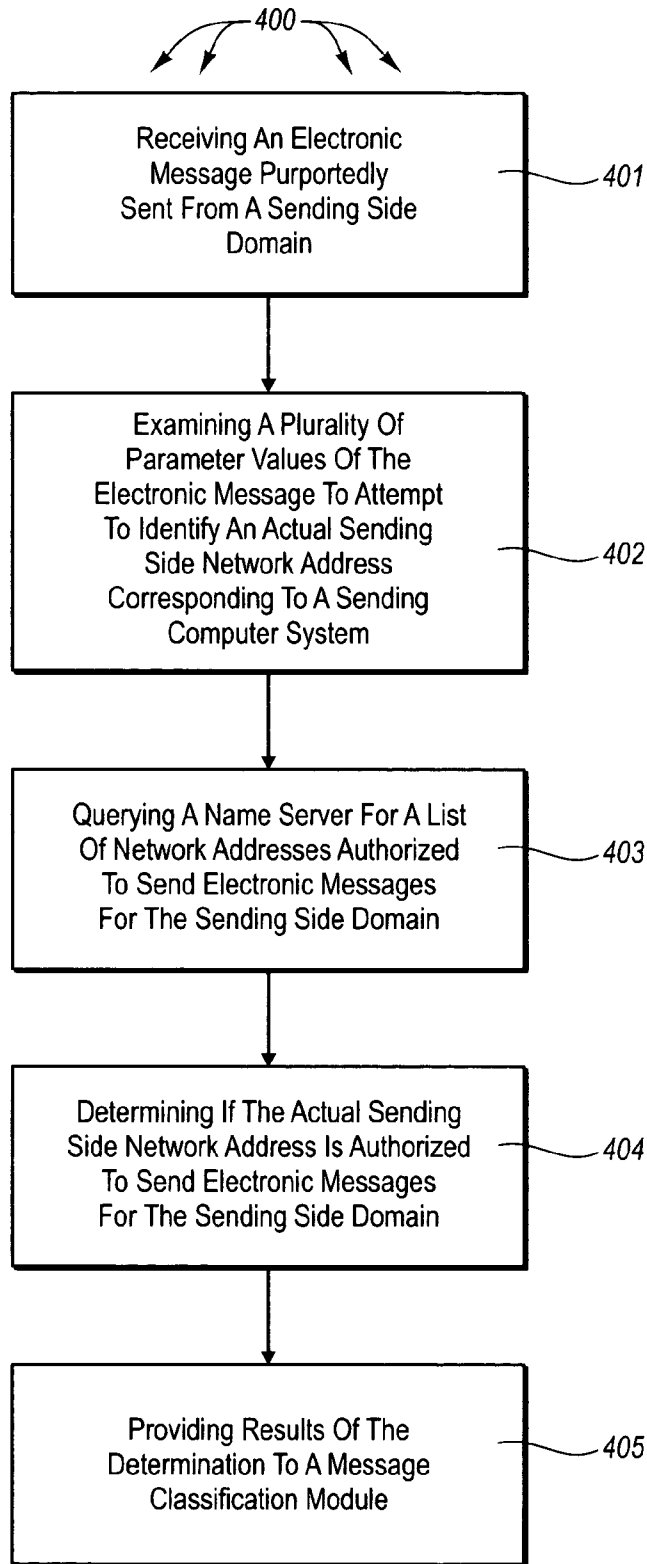 400
Receiving An Electronic
Message Purportedly
Sent From A Sending Side
Domain
401
Examining A Plurality Of
Parameter Values Of The
Electronic Message To Attempt
To Identify An Actual Sending
Side Network Address
Corresponding To A Sending
Computer System
402
Querying A Name Server For A List
Of Network Addresses Authorized
To Send Electronic Messages
For The Sending Side Domain
403
Determining If The Actual Sending
Side Network Address Is Authorized
To Send Electronic Messages
For The Sending Side Domain
404
Providing Results Of The
Determination To A Message
Classification Module
405